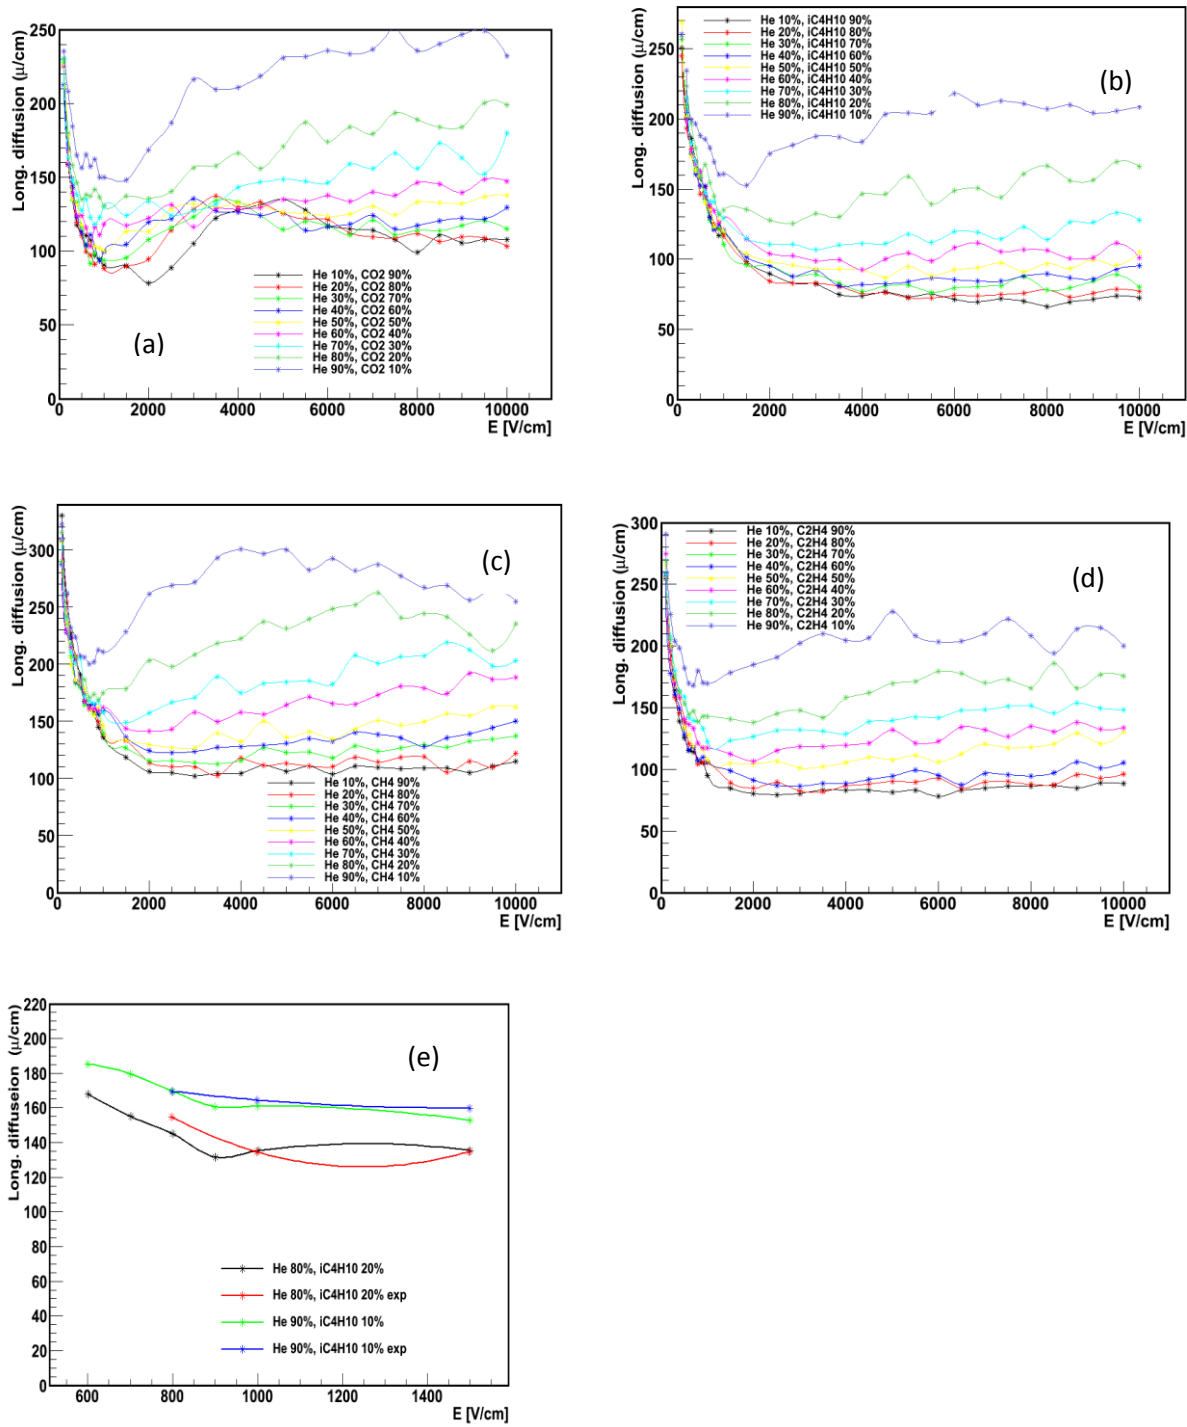 Long. diffusion (μ/cm)
250
200
150
100
50
0
(a)
He 10%, CO2 90%
He 20%, CO2 80%
He 30%, CO2 70%
He 40%, CO2 60%
He 50%, CO2 50%
He 60%, CO2 40%
He 70%, CO2 30%
He 80%, CO2 20%
He 90%, CO2 10%
0 2000 4000 6000 8000 10000
E [V/cm]
Long. diffusion (μ/cm)
250
200
150
100
50
0
He 10%, iC4H10 90%
He 20%, iC4H10 80%
He 30%, iC4H10 70%
He 40%, iC4H10 60%
He 50%, iC4H10 50%
He 60%, iC4H10 40%
He 70%, iC4H10 30%
He 80%, iC4H10 20%
He 90%, iC4H10 10%
(b)
0 2000 4000 6000 8000 10000
E [V/cm]
Long. diffusion (μ/cm)
300
250
200
150
100
50
0
(c)
He 10%, CH4 90%
He 20%, CH4 80%
He 30%, CH4 70%
He 40%, CH4 60%
He 50%, CH4 50%
He 60%, CH4 40%
He 70%, CH4 30%
He 80%, CH4 20%
He 90%, CH4 10%
0 2000 4000 6000 8000 10000
E [V/cm]
Long. diffusion (μ/cm)
300
250
200
150
100
50
0
He 10%, C2H4 90%
He 20%, C2H4 80%
He 30%, C2H4 70%
He 40%, C2H4 60%
He 50%, C2H4 50%
He 60%, C2H4 40%
He 70%, C2H4 30%
He 80%, C2H4 20%
He 90%, C2H4 10%
(d)
0 2000 4000 6000 8000 10000
E [V/cm]
Long. diffuseion (μ/cm)
220
200
180
160
140
120
100
80
60
40
20
0
(e)
He 80%, iC4H10 20%
He 80%, iC4H10 20% exp
He 90%, iC4H10 10%
He 90%, iC4H10 10% exp
600 800 1000 1200 1400
E [V/cm]